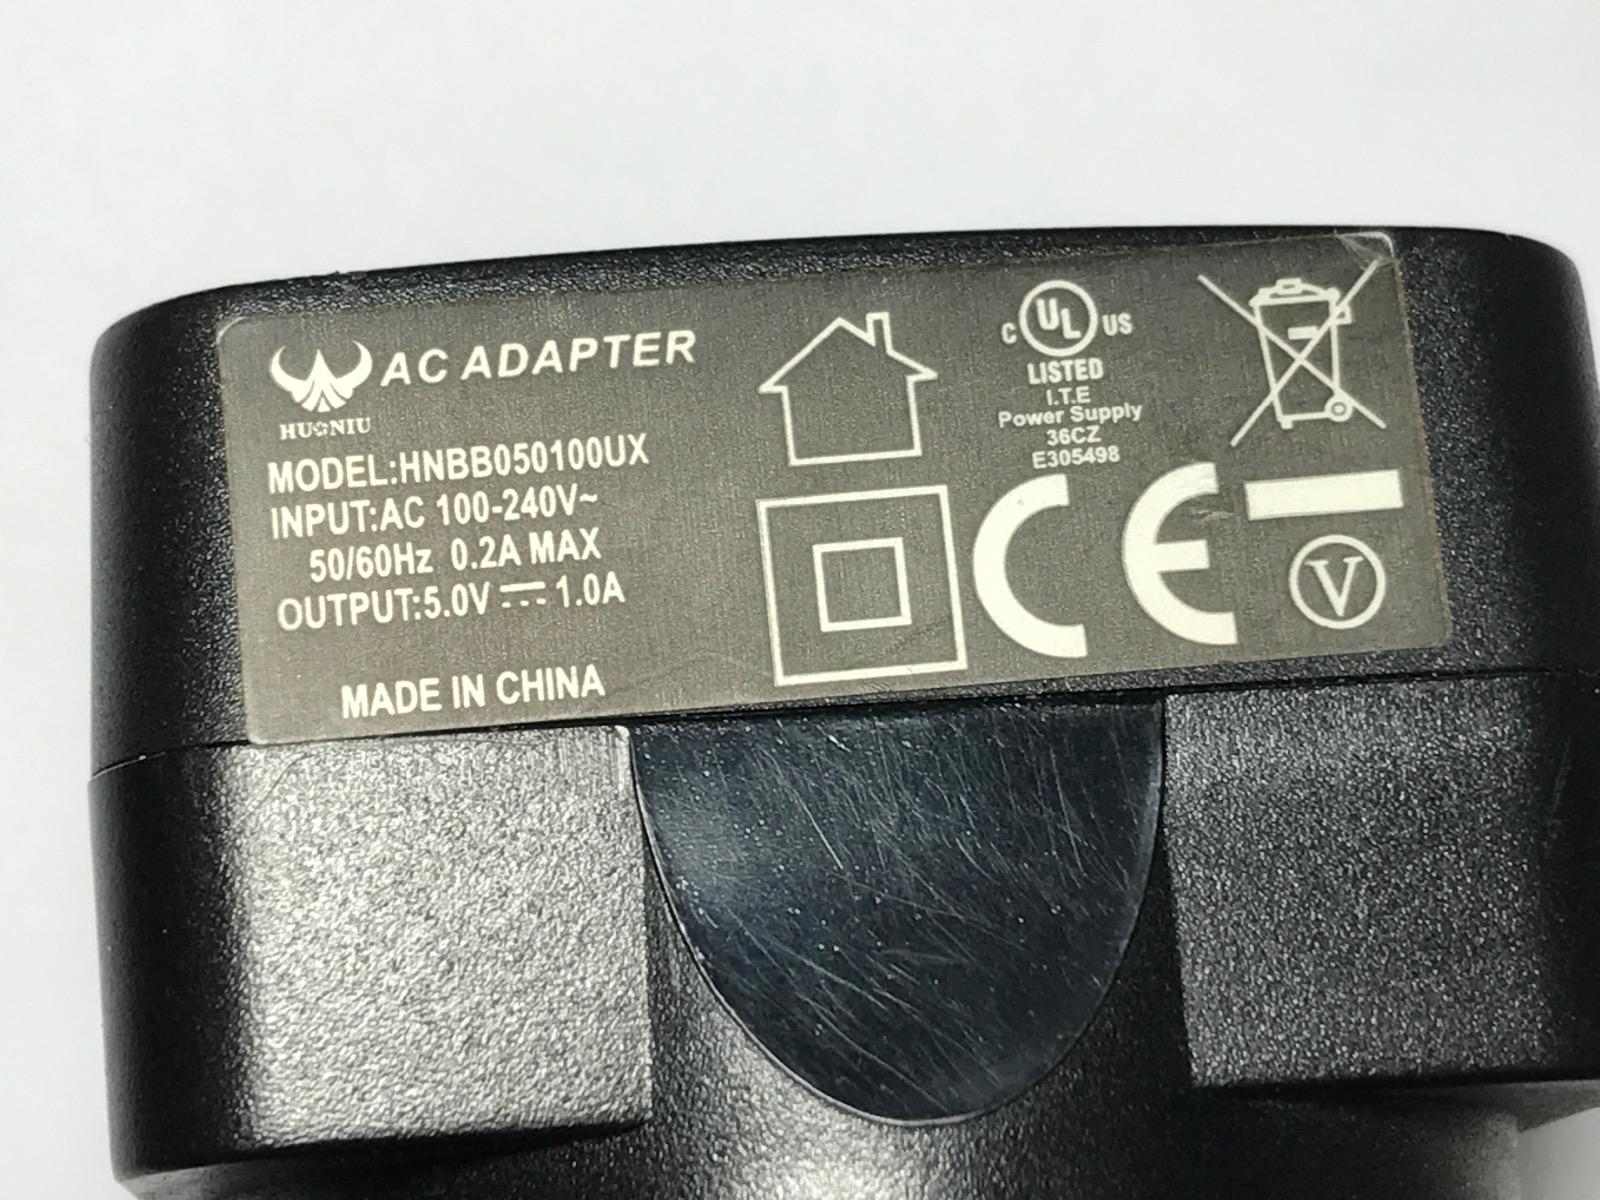 AC ADAPTER
HUONIU
MODEL:HNBB050100UX
INPUT:AC 100-240V~
50/60Hz 0.2A MAX
OUTPUT:5.0V ⎓ 1.0A
MADE IN CHINA
C UL US
LISTED
I.T.E
Power Supply
36CZ
E305498
CE
V